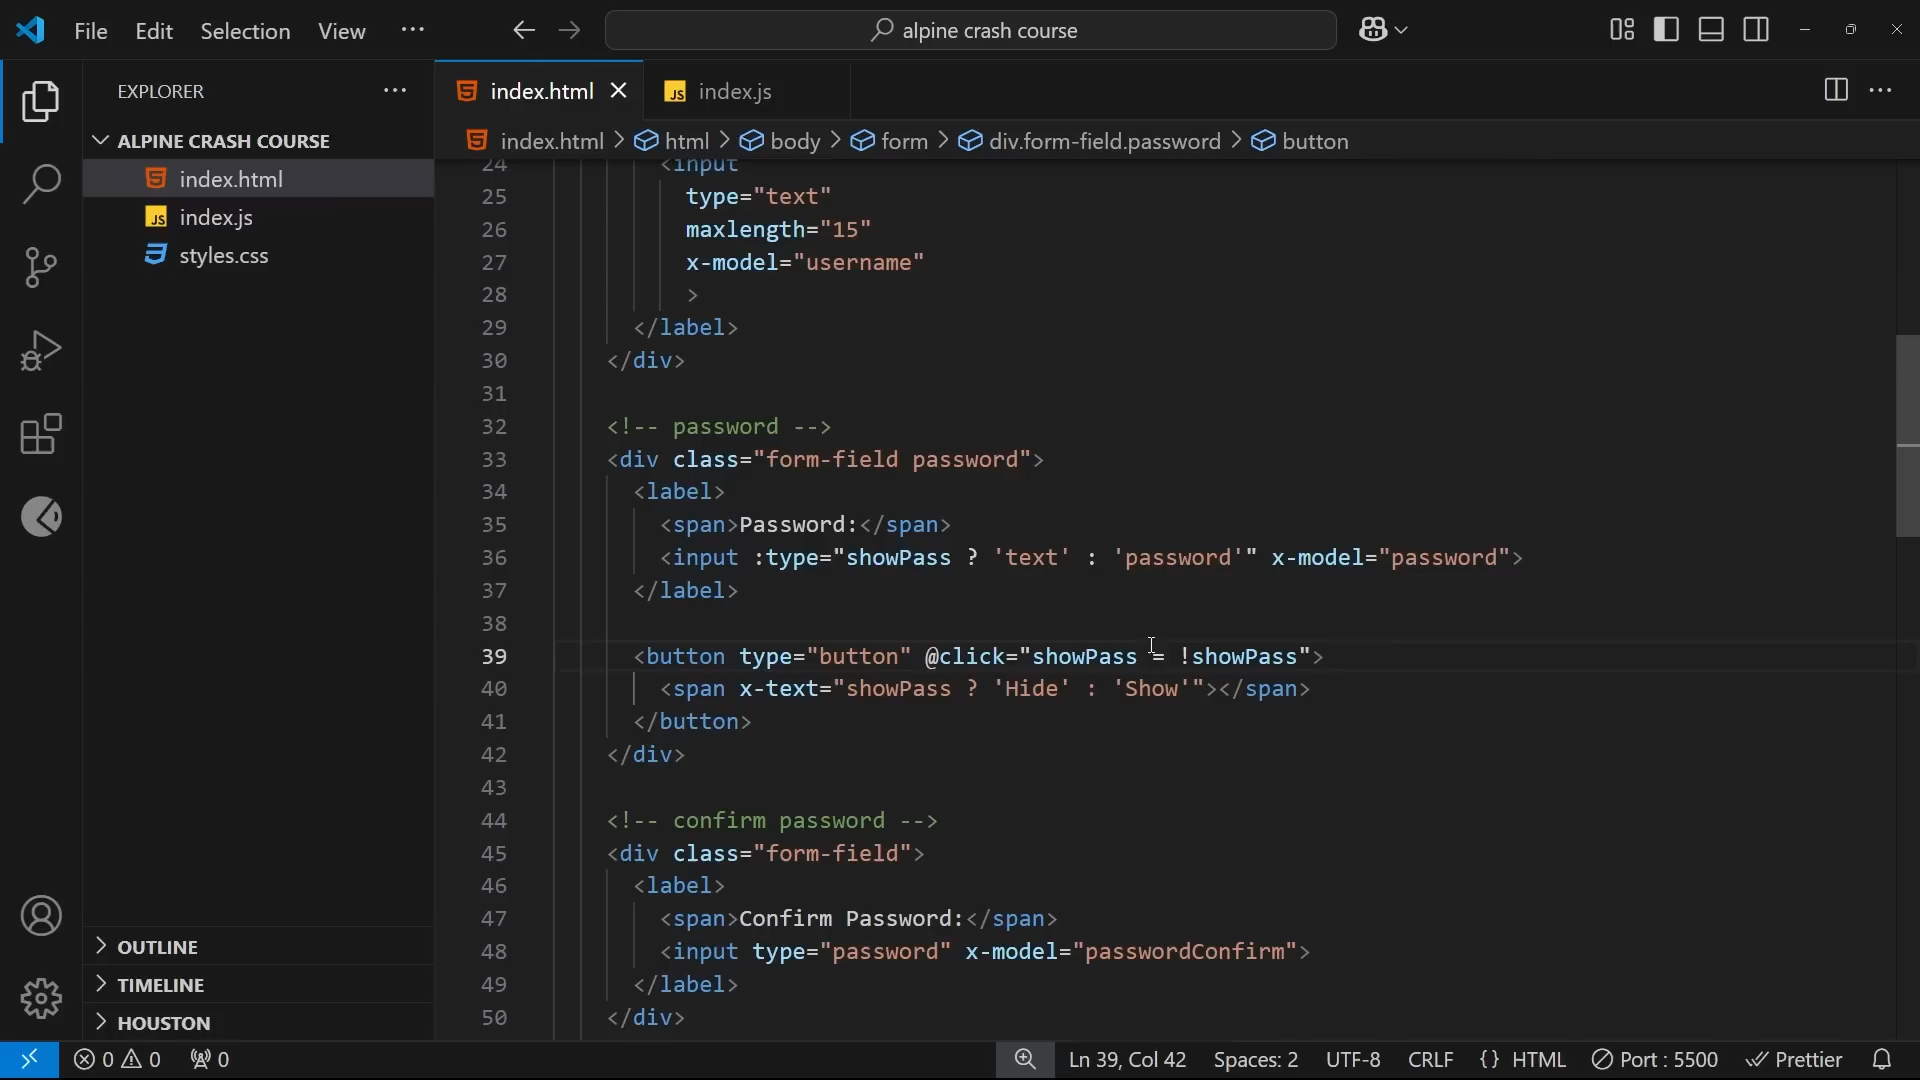 File Edit Selection View ··· alpine crash course
EXPLORER ···
ALPINE CRASH COURSE
index.html
JS index.js
styles.css
OUTLINE
TIMELINE
HOUSTON
index.html JS index.js
index.html > html > body > form > div.form-field.password > button
24 <input
25 type="text"
26 maxlength="15"
27 x-model="username"
28 >
29 </label>
30 </div>
31
32 <!-- password -->
33 <div class="form-field password">
34 <label>
35 <span>Password:</span>
36 <input :type="showPass ? 'text' : 'password'" x-model="password">
37 </label>
38
39 <button type="button" @click="showPass = !showPass">
40 <span x-text="showPass ? 'Hide' : 'Show'"></span>
41 </button>
42 </div>
43
44 <!-- confirm password -->
45 <div class="form-field">
46 <label>
47 <span>Confirm Password:</span>
48 <input type="password" x-model="passwordConfirm">
49 </label>
50 </div>
0 0 0 Ln 39, Col 42 Spaces: 2 UTF-8 CRLF {} HTML Port : 5500 Prettier